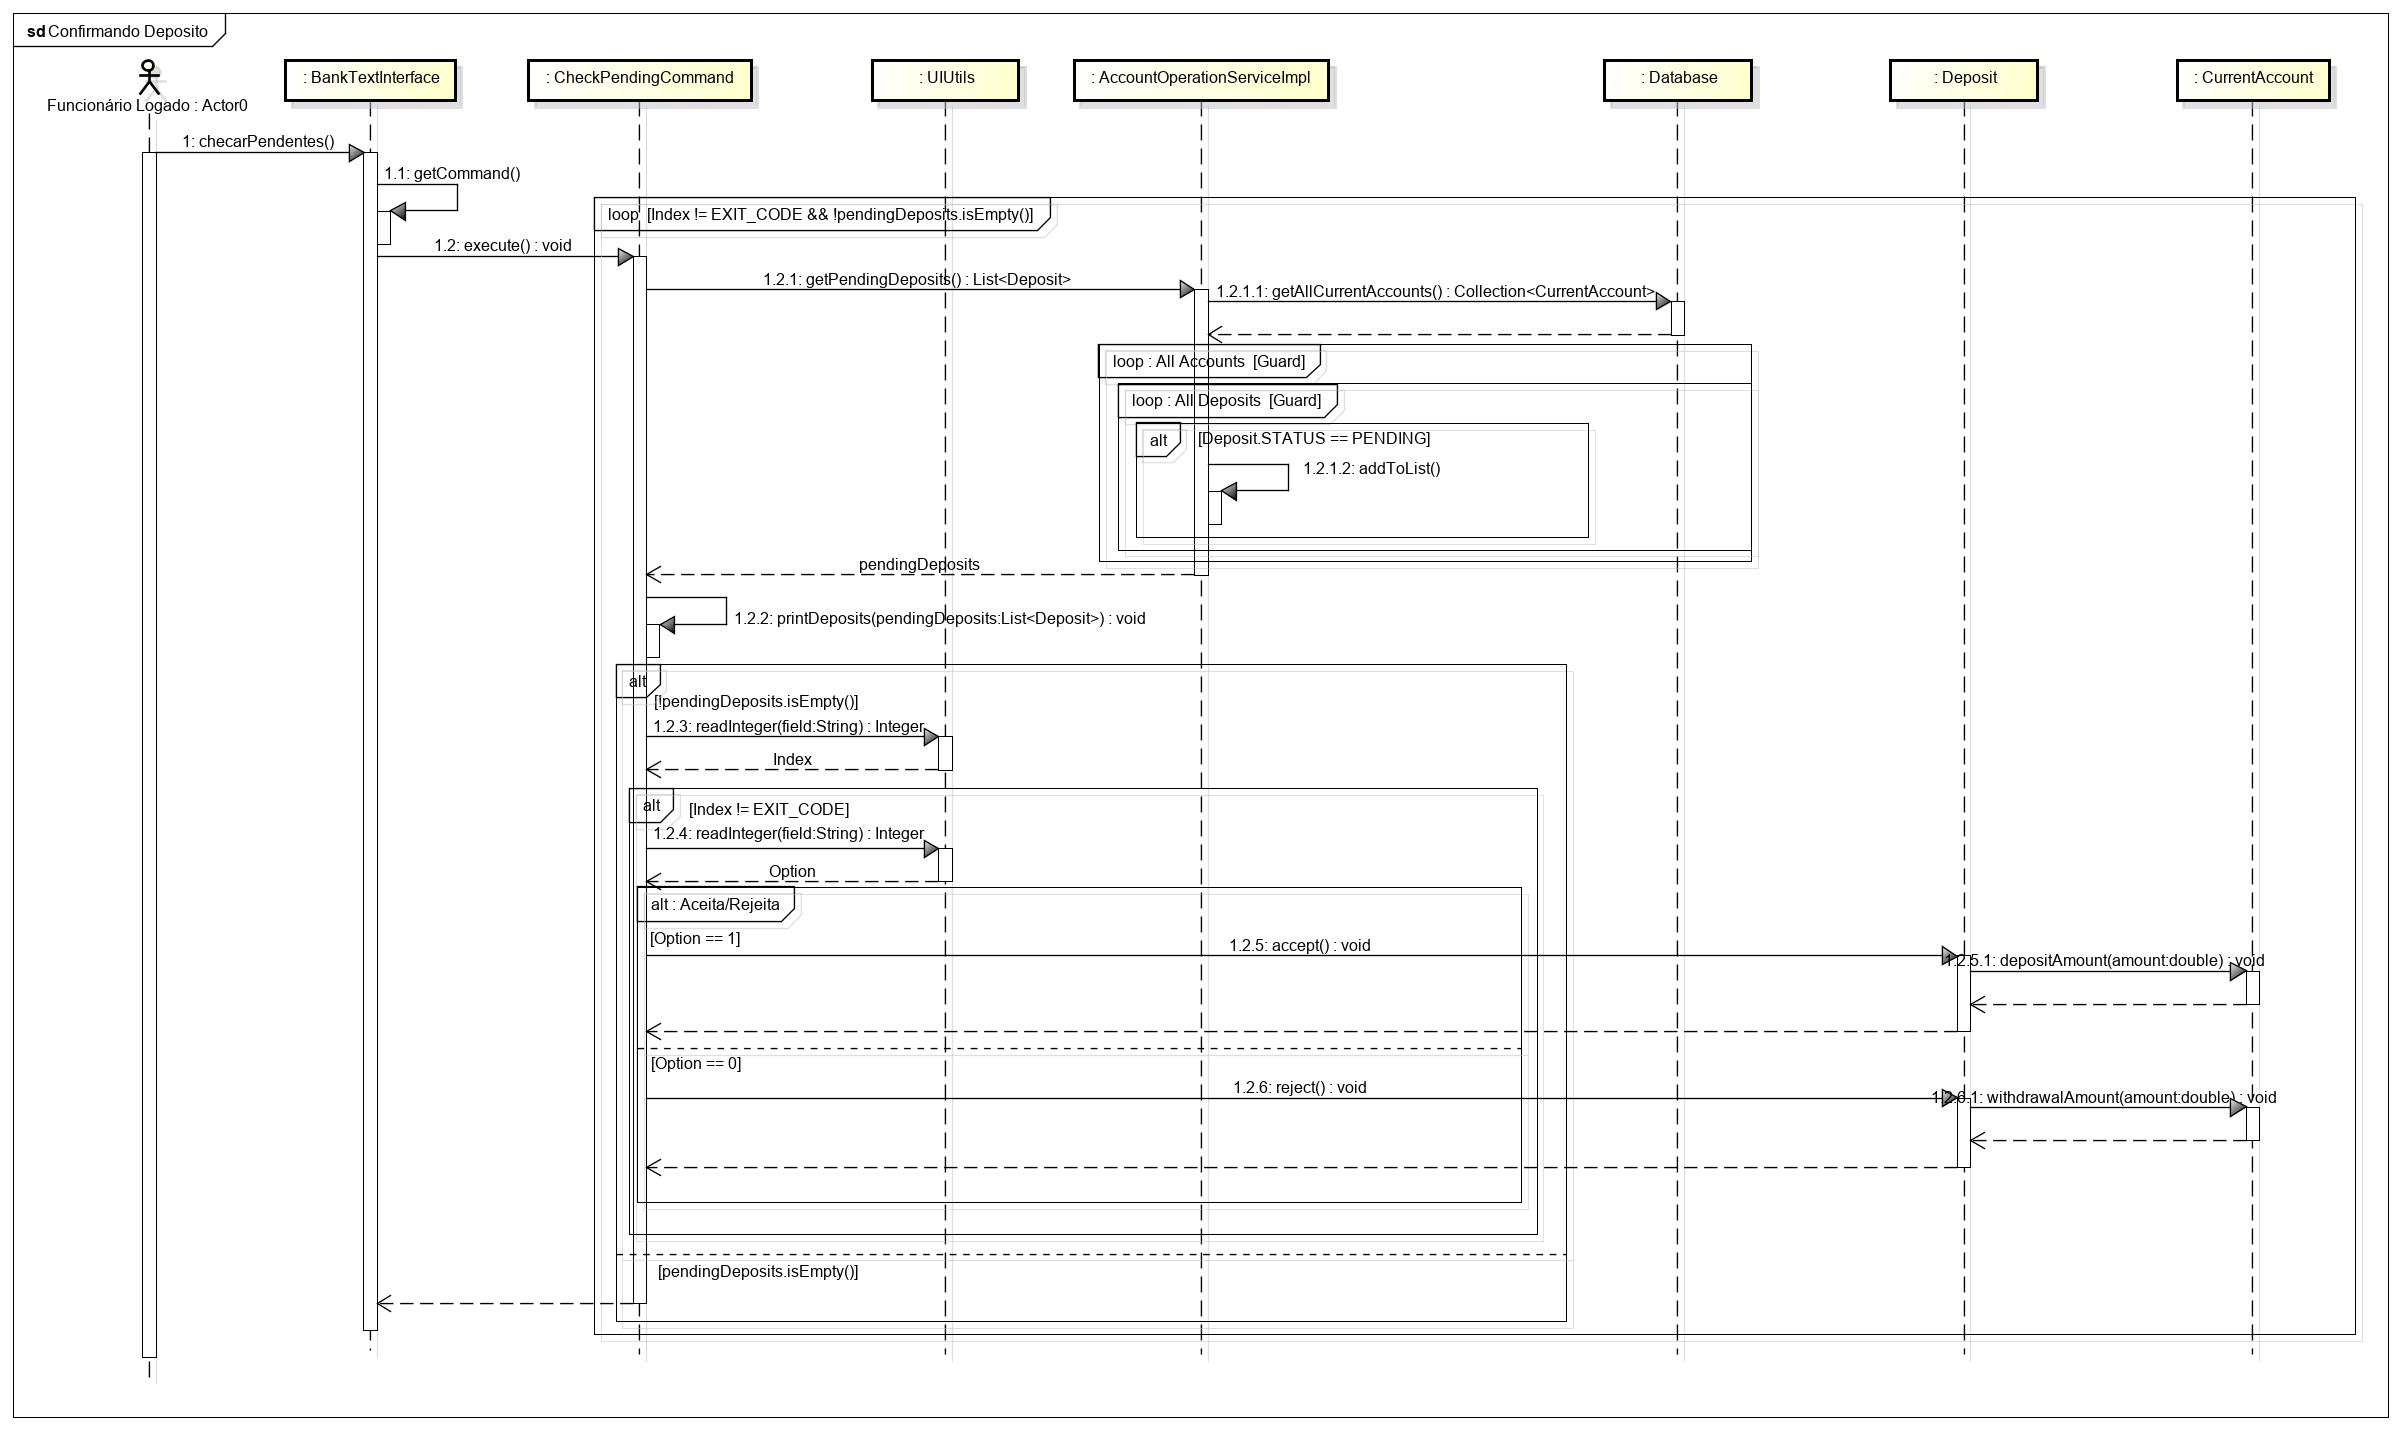 sd Confirmando Deposito
Funcionário Logado : Actor0
: BankTextInterface
: CheckPendingCommand
: UIUtils
: AccountOperationServiceImpl
: Database
: Deposit
: CurrentAccount
1: checarPendentes()
1.1: getCommand()
loop [Index != EXIT_CODE && !pendingDeposits.isEmpty()]
1.2: execute() : void
1.2.1: getPendingDeposits() : List<Deposit>
1.2.1.1: getAllCurrentAccounts() : Collection<CurrentAccount>
loop : All Accounts [Guard]
loop : All Deposits [Guard]
alt [Deposit.STATUS == PENDING]
1.2.1.2: addToList()
pendingDeposits
1.2.2: printDeposits(pendingDeposits:List<Deposit>) : void
alt
[!pendingDeposits.isEmpty()]
1.2.3: readInteger(field:String) : Integer
Index
alt [Index != EXIT_CODE]
1.2.4: readInteger(field:String) : Integer
Option
alt : Aceita/Rejeita
[Option == 1]
1.2.5: accept() : void
1.2.5.1: depositAmount(amount:double) : void
[Option == 0]
1.2.6: reject() : void
1.2.6.1: withdrawalAmount(amount:double) : void
[pendingDeposits.isEmpty()]